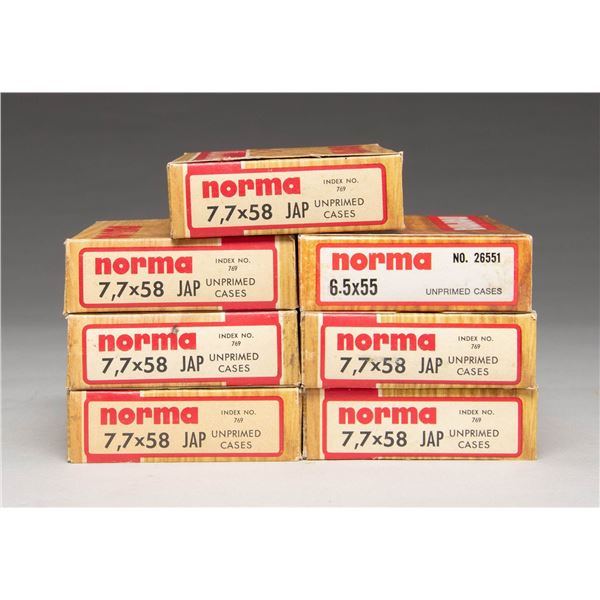 norma INDEX NO. 769
7,7x58 JAP UNPRIMED CASES
norma INDEX NO. 769
7,7x58 JAP UNPRIMED CASES
norma NO. 26551
6.5x55 UNPRIMED CASES
norma INDEX NO. 769
7,7x58 JAP UNPRIMED CASES
norma INDEX NO. 769
7,7x58 JAP UNPRIMED CASES
norma INDEX NO. 769
7,7x58 JAP UNPRIMED CASES
norma INDEX NO. 769
7,7x58 JAP UNPRIMED CASES